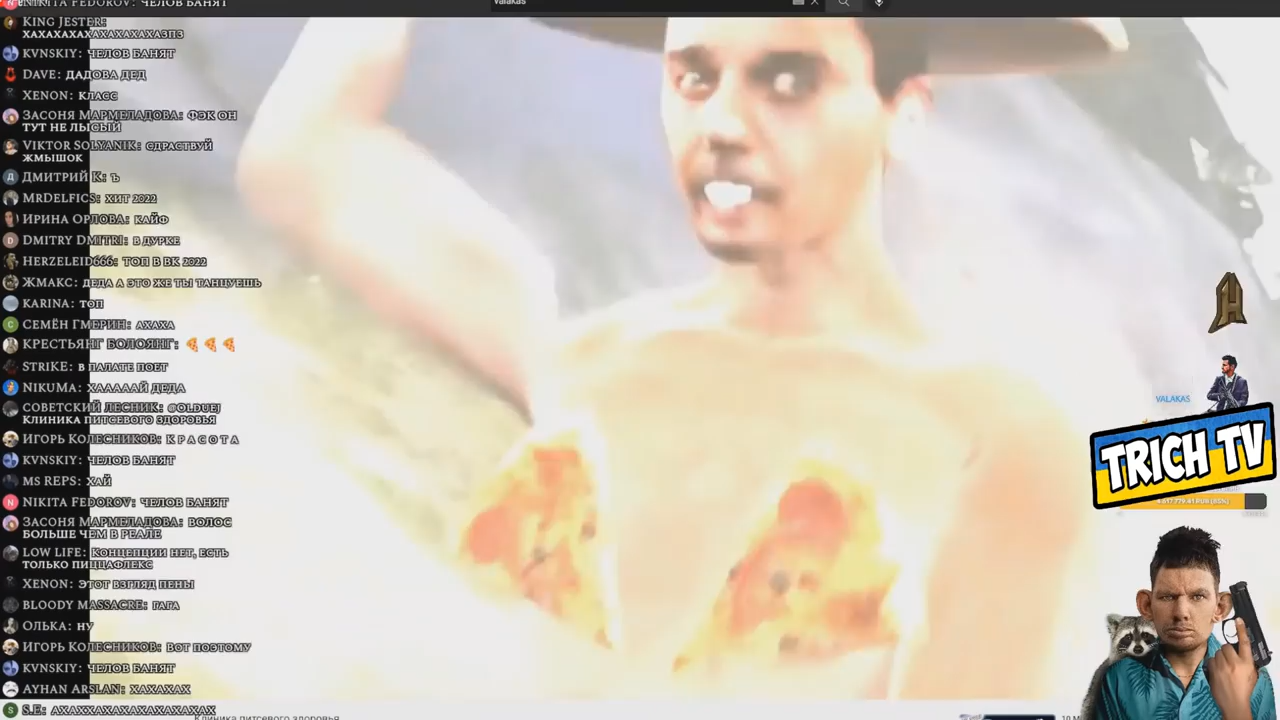 NIKITA FEDOROV: ЧЕЛОВ БАНЯТ
valakas
KING JESTER:
ХАХАХАХАХАХАХАХАХАЗПЗ
KVNSKIY: ЧЕЛОВ БАНЯТ
DAVE: ДАДОВА ДЕД
XENON: КЛАСС
ЗАСОНЯ МАРМЕЛАДОВА: ФЭК ОН
ТУТ НЕ ЛЫСЫЙ
VIKTOR SOLYANIK: СДРАСТВУЙ
ЖМЫШОК
ДМИТРИЙ К: Ъ
MRDELFICS: ХИТ 2022
ИРИНА ОРЛОВА: КАЙФ
DMITRY DMITRI: В ДУРКЕ
HERZELEID666: ТОП В ВК 2022
ЖМАКС: ДЕДА А ЭТО ЖЕ ТЫ ТАНЦУЕШЬ
KARINA: ТОП
СЕМЁН ГМЕРИН: АХАХА
КРЕСТЬЯНГ БОЛОЯНГ: 🍕 🍕 🍕
STRIKE: В ПАЛАТЕ ПОЕТ
NIKUMA: ХАААААЙ ДЕДА
СОВЕТСКИЙ ЛЕСНИК: @OLDUEJ
КЛИНИКА ПИТСЕВОГО ЗДОРОВЬЯ
ИГОРЬ КОЛЕСНИКОВ: К Р А С О Т А
KVNSKIY: ЧЕЛОВ БАНЯТ
MS REPS: ХАЙ
NIKITA FEDOROV: ЧЕЛОВ БАНЯТ
ЗАСОНЯ МАРМЕЛАДОВА: ВОЛОС
БОЛЬШЕ ЧЕМ В РЕАЛЕ
LOW LIFE: КОНЦЕПЦИИ НЕТ, ЕСТЬ
ТОЛЬКО ПИЦЦАФЛЕКС
XENON: ЭТОТ ВЗГЛЯД ПЕНЫ
BLOODY MASSACRE: ГАГА
ОЛЬКА: НУ
ИГОРЬ КОЛЕСНИКОВ: ВОТ ПОЭТОМУ
KVNSKIY: ЧЕЛОВ БАНЯТ
AYHAN ARSLAN: ХАХАХАХ
S.E: АХАХХАХАХАХАХАХАХАХ
Клиника питсевого здоровья
VALAKAS
TRICH TV